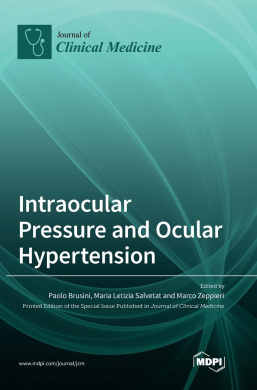 Journal of
Clinical Medicine
Intraocular
Pressure and Ocular
Hypertension
Edited by
Paolo Brusini, Maria Letizia Salvetat and Marco Zeppieri
Printed Edition of the Special Issue Published in Journal of Clinical Medicine
www.mdpi.com/journal/jcm
MDPI